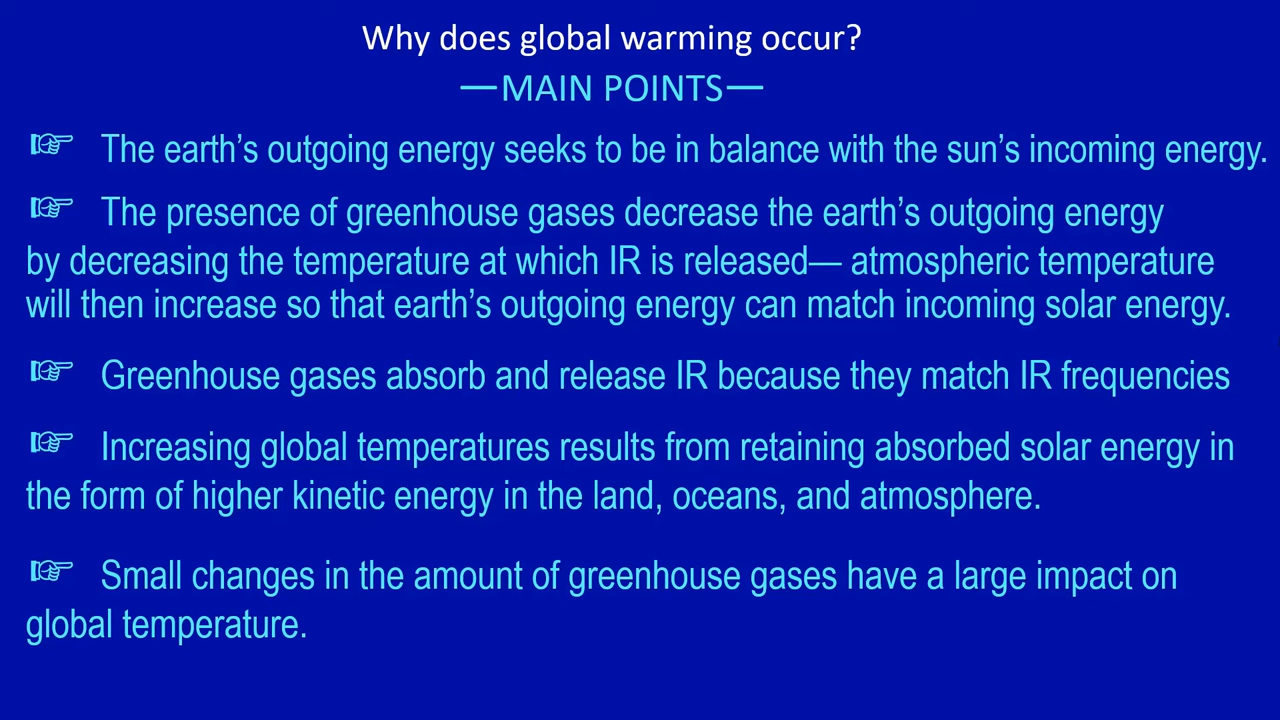 Why does global warming occur?
—MAIN POINTS—
☞ The earth’s outgoing energy seeks to be in balance with the sun’s incoming energy.
☞ The presence of greenhouse gases decrease the earth’s outgoing energy
by decreasing the temperature at which IR is released— atmospheric temperature
will then increase so that earth’s outgoing energy can match incoming solar energy.
☞ Greenhouse gases absorb and release IR because they match IR frequencies
☞ Increasing global temperatures results from retaining absorbed solar energy in
the form of higher kinetic energy in the land, oceans, and atmosphere.
☞ Small changes in the amount of greenhouse gases have a large impact on
global temperature.